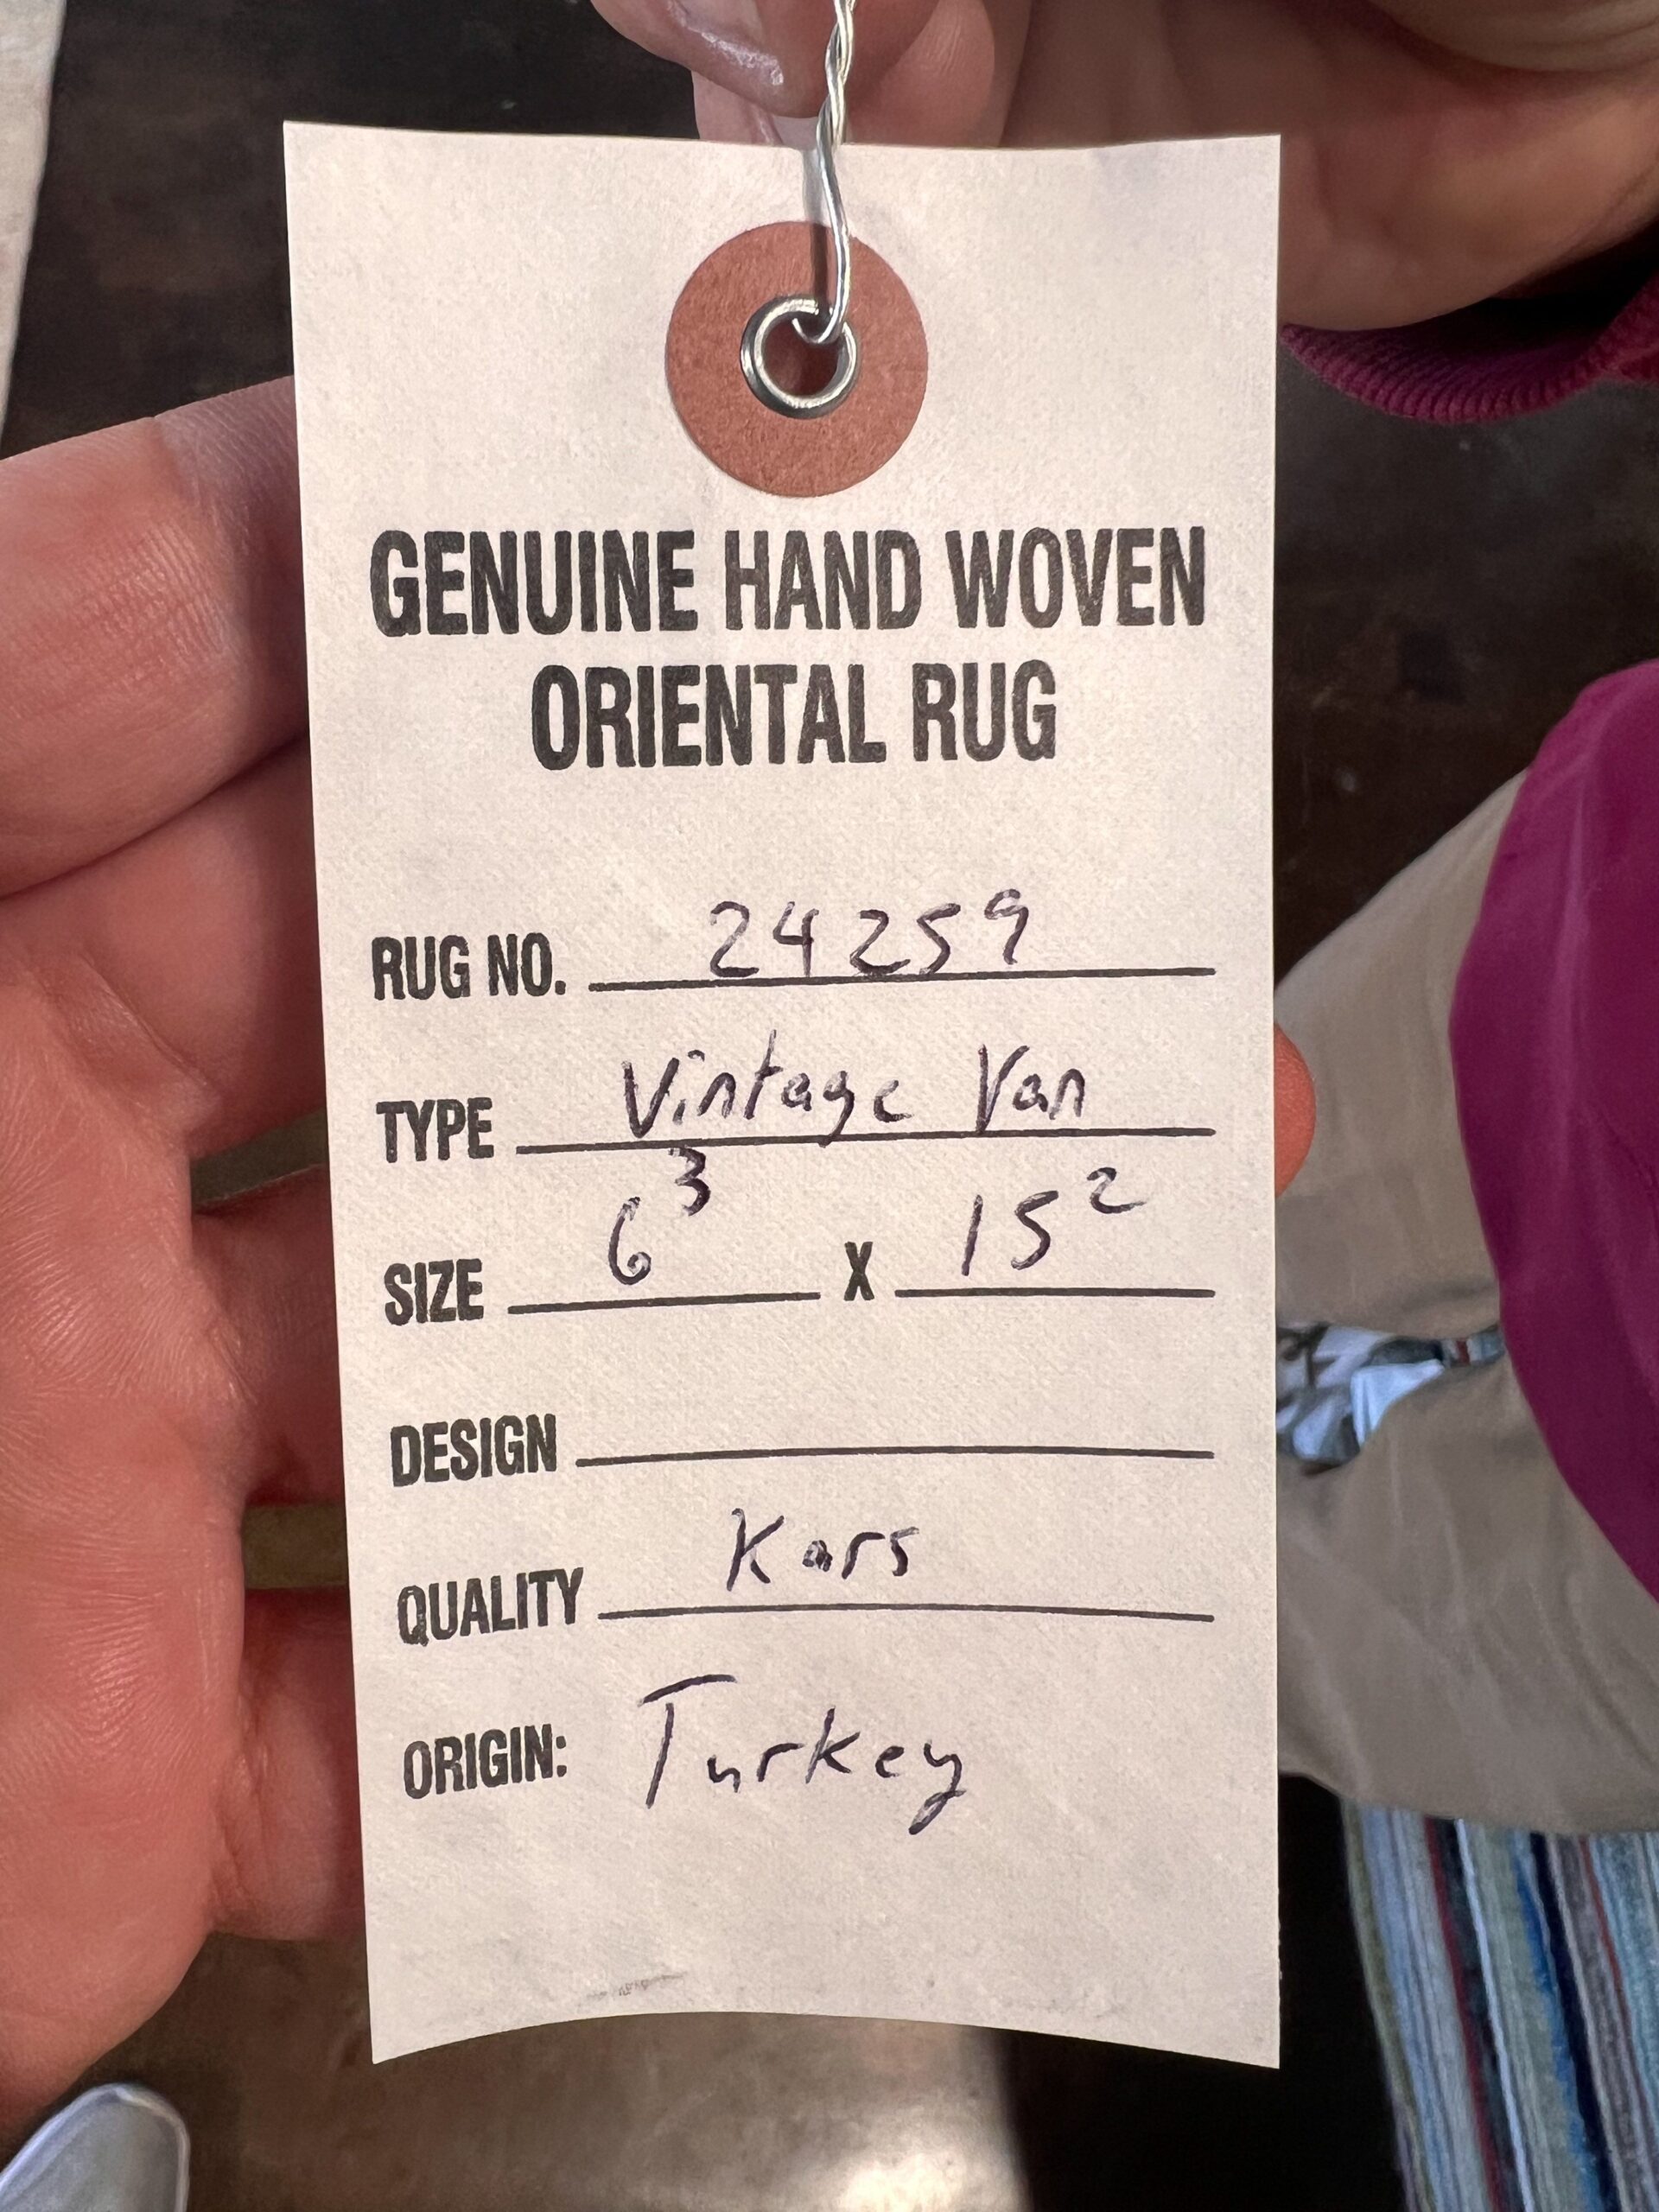 GENUINE HAND WOVEN
ORIENTAL RUG
RUG NO. 24259
TYPE Vintage Van
SIZE 6³ X 15²
DESIGN
QUALITY Kars
ORIGIN: Turkey